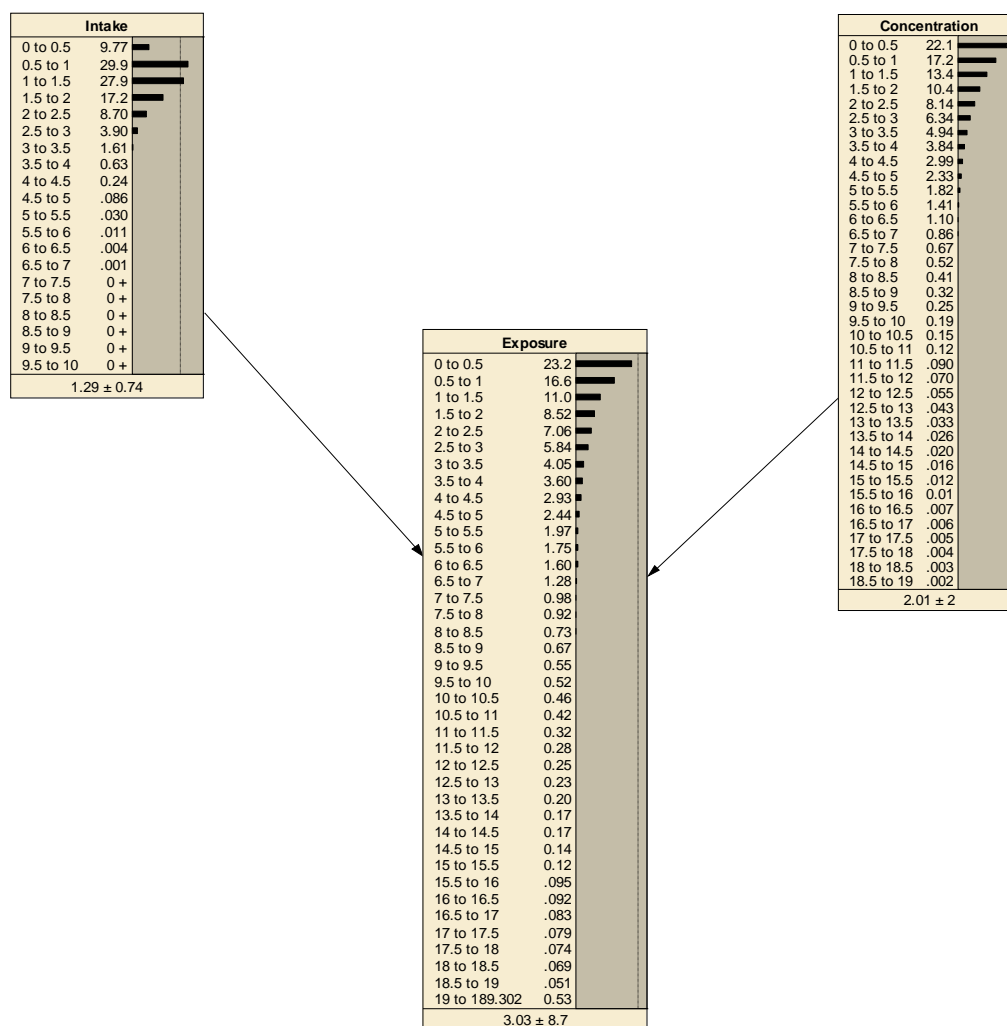 Intake
0 to 0.5 9.77
0.5 to 1 29.9
1 to 1.5 27.9
1.5 to 2 17.2
2 to 2.5 8.70
2.5 to 3 3.90
3 to 3.5 1.61
3.5 to 4 0.63
4 to 4.5 0.24
4.5 to 5 .086
5 to 5.5 .030
5.5 to 6 .011
6 to 6.5 .004
6.5 to 7 .001
7 to 7.5 0 +
7.5 to 8 0 +
8 to 8.5 0 +
8.5 to 9 0 +
9 to 9.5 0 +
9.5 to 10 0 +
1.29 ± 0.74
Concentration
0 to 0.5 22.1
0.5 to 1 17.2
1 to 1.5 13.4
1.5 to 2 10.4
2 to 2.5 8.14
2.5 to 3 6.34
3 to 3.5 4.94
3.5 to 4 3.84
4 to 4.5 2.99
4.5 to 5 2.33
5 to 5.5 1.82
5.5 to 6 1.41
6 to 6.5 1.10
6.5 to 7 0.86
7 to 7.5 0.67
7.5 to 8 0.52
8 to 8.5 0.41
8.5 to 9 0.32
9 to 9.5 0.25
9.5 to 10 0.19
10 to 10.5 0.15
10.5 to 11 0.12
11 to 11.5 .090
11.5 to 12 .070
12 to 12.5 .055
12.5 to 13 .043
13 to 13.5 .033
13.5 to 14 .026
14 to 14.5 .020
14.5 to 15 .016
15 to 15.5 .012
15.5 to 16 0.01
16 to 16.5 .007
16.5 to 17 .006
17 to 17.5 .005
17.5 to 18 .004
18 to 18.5 .003
18.5 to 19 .002
2.01 ± 2
Exposure
0 to 0.5 23.2
0.5 to 1 16.6
1 to 1.5 11.0
1.5 to 2 8.52
2 to 2.5 7.06
2.5 to 3 5.84
3 to 3.5 4.05
3.5 to 4 3.60
4 to 4.5 2.93
4.5 to 5 2.44
5 to 5.5 1.97
5.5 to 6 1.75
6 to 6.5 1.60
6.5 to 7 1.28
7 to 7.5 0.98
7.5 to 8 0.92
8 to 8.5 0.73
8.5 to 9 0.67
9 to 9.5 0.55
9.5 to 10 0.52
10 to 10.5 0.46
10.5 to 11 0.42
11 to 11.5 0.32
11.5 to 12 0.28
12 to 12.5 0.25
12.5 to 13 0.23
13 to 13.5 0.20
13.5 to 14 0.17
14 to 14.5 0.17
14.5 to 15 0.14
15 to 15.5 0.12
15.5 to 16 .095
16 to 16.5 .092
16.5 to 17 .083
17 to 17.5 .079
17.5 to 18 .074
18 to 18.5 .069
18.5 to 19 .051
19 to 189.302 0.53
3.03 ± 8.7